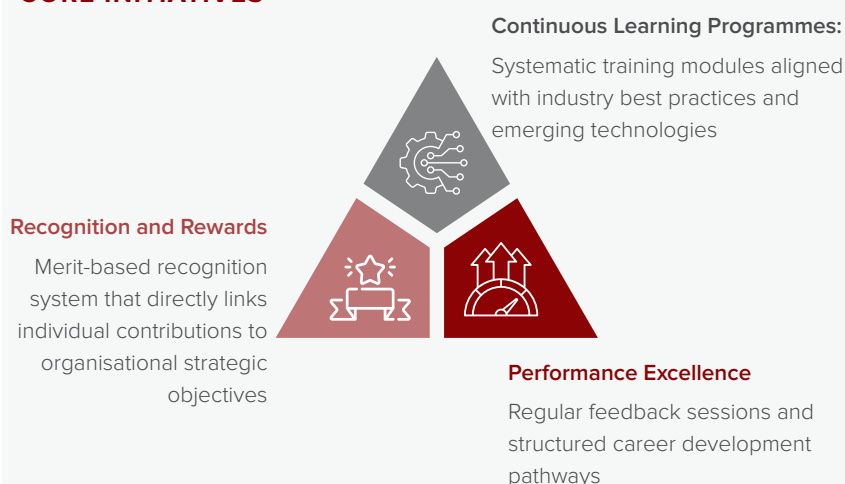 CORE INITIATIVES
Continuous Learning Programmes:
Systematic training modules aligned
with industry best practices and
emerging technologies
Recognition and Rewards
Merit-based recognition
system that directly links
individual contributions to
organisational strategic
objectives
Performance Excellence
Regular feedback sessions and
structured career development
pathways